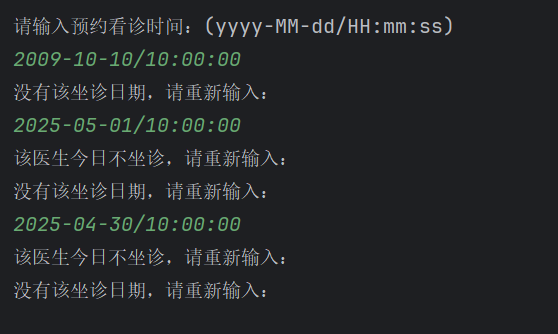 请输入预约看诊时间：(yyyy-MM-dd/HH:mm:ss)
2009-10-10/10:00:00
没有该坐诊日期，请重新输入：
2025-05-01/10:00:00
该医生今日不坐诊，请重新输入：
没有该坐诊日期，请重新输入：
2025-04-30/10:00:00
该医生今日不坐诊，请重新输入：
没有该坐诊日期，请重新输入：